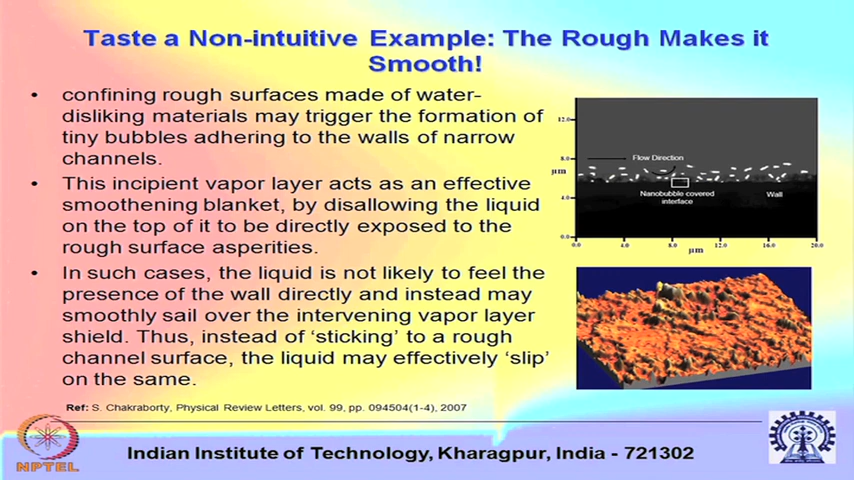 Taste a Non-intuitive Example: The Rough Makes it
Smooth!
• confining rough surfaces made of water-
disliking materials may trigger the formation of
tiny bubbles adhering to the walls of narrow
channels.
• This incipient vapor layer acts as an effective
smoothening blanket, by disallowing the liquid
on the top of it to be directly exposed to the
rough surface asperities.
• In such cases, the liquid is not likely to feel the
presence of the wall directly and instead may
smoothly sail over the intervening vapor layer
shield. Thus, instead of ‘sticking’ to a rough
channel surface, the liquid may effectively ‘slip’
on the same.
12.0
8.0
µm
4.0
0.0
Flow Direction
Nanobubble covered
interface
Wall
0.0 4.0 8.0 12.0 16.0 20.0
µm
Ref: S. Chakraborty, Physical Review Letters, vol. 99, pp. 094504(1-4), 2007
NPTEL
Indian Institute of Technology, Kharagpur, India - 721302